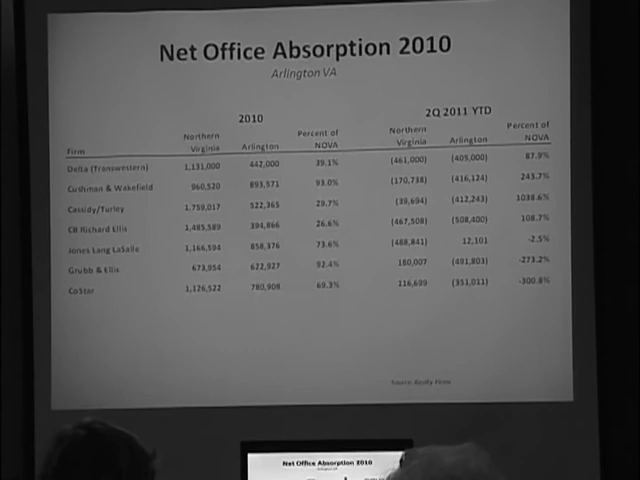 Net Office Absorption 2010
Arlington VA
2010 2Q 2011 YTD
Firm Northern Virginia Arlington Percent of NOVA Northern Virginia Arlington Percent of NOVA
Delta (Transwestern) 1,131,000 442,000 39.1% (461,000) (405,000) 87.9%
Cushman & Wakefield 960,520 893,571 93.0% (170,738) (416,124) 243.7%
Cassidy/Turley 1,759,017 522,365 29.7% (39,694) (412,243) 1038.6%
CB Richard Ellis 1,485,589 394,866 26.6% (467,508) (508,400) 108.7%
Jones Lang LaSalle 1,166,594 858,376 73.6% (488,841) 12,101 -2.5%
Grubb & Ellis 673,954 622,927 92.4% 180,007 (491,803) -273.2%
CoStar 1,126,522 780,908 69.3% 116,699 (351,011) -300.8%
Source: Realty Firms
Net Office Absorption 2010